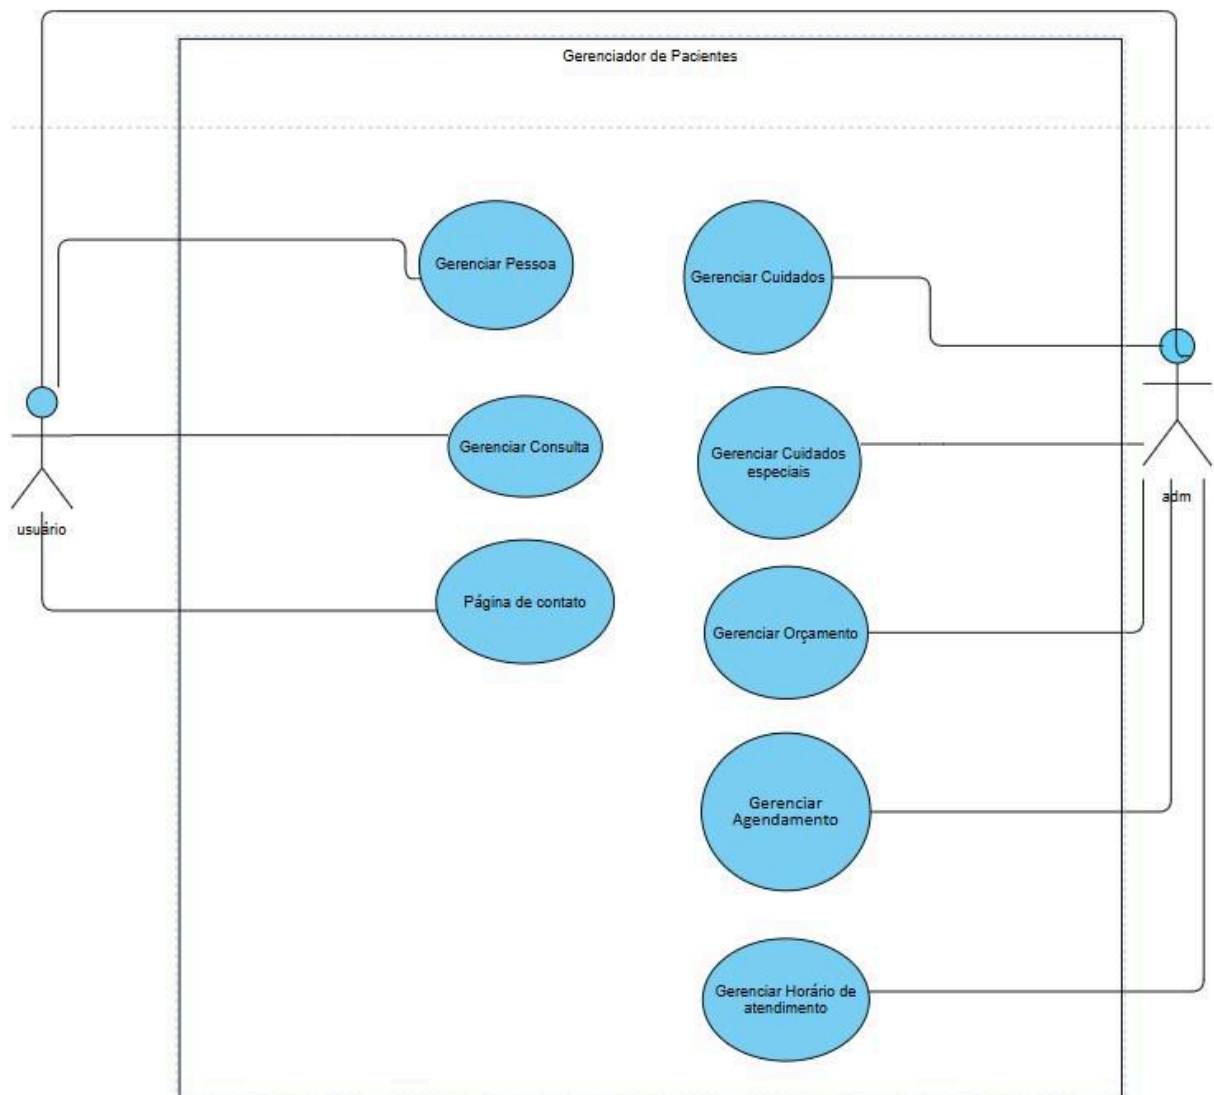 Gerenciador de Pacientes
Gerenciar Pessoa
Gerenciar Cuidados
Gerenciar Consulta
Gerenciar Cuidados
especiais
adm
usuário
Página de contato
Gerenciar Orçamento
Gerenciar
Agendamento
Gerenciar Horário de
atendimento